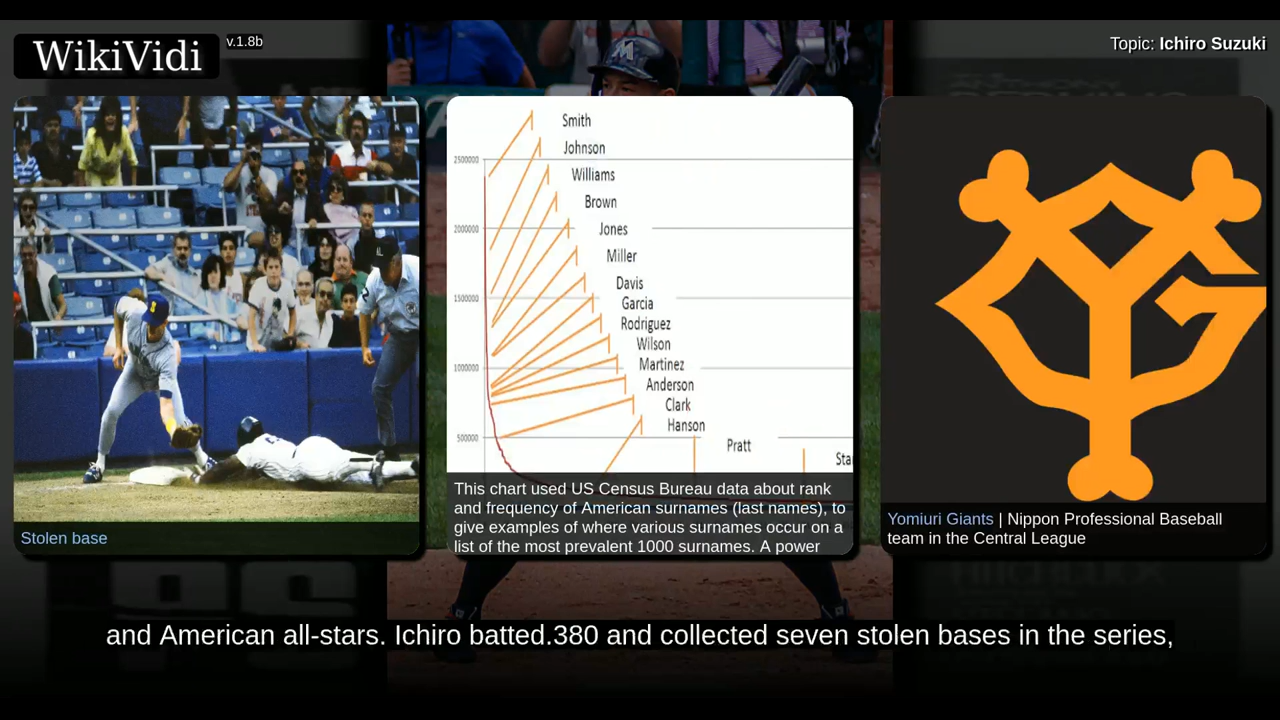 WikiVidi
v.1.8b
Topic: Ichiro Suzuki
Stolen base
Smith
Johnson
2500000
Williams
Brown
2000000
Jones
Miller
Davis
1500000
Garcia
Rodriguez
Wilson
1000000
Martinez
Anderson
Clark
Hanson
500000
Pratt
Sta
This chart used US Census Bureau data about rank
and frequency of American surnames (last names), to
give examples of where various surnames occur on a
list of the most prevalent 1000 surnames. A power
Yomiuri Giants | Nippon Professional Baseball
team in the Central League
and American all-stars. Ichiro batted.380 and collected seven stolen bases in the series,